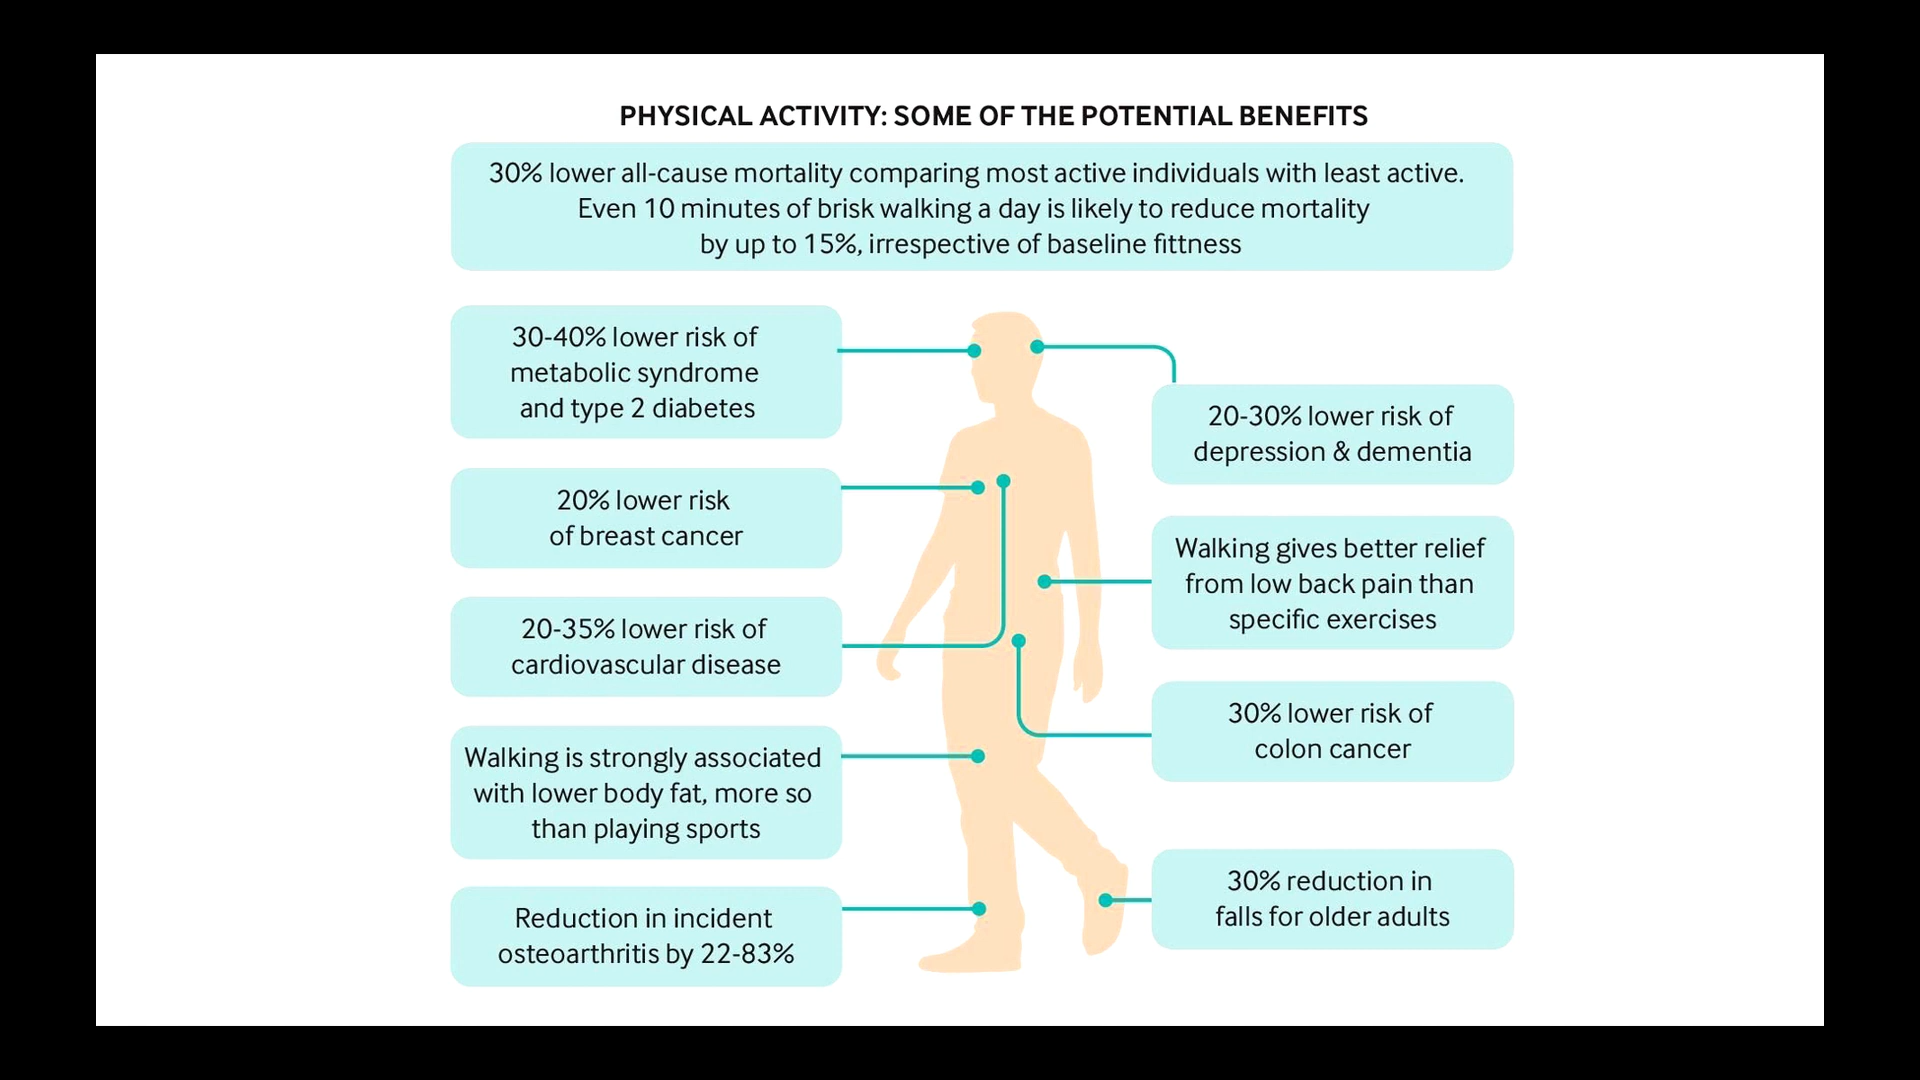 PHYSICAL ACTIVITY: SOME OF THE POTENTIAL BENEFITS
30% lower all-cause mortality comparing most active individuals with least active.
Even 10 minutes of brisk walking a day is likely to reduce mortality
by up to 15%, irrespective of baseline fittness
30-40% lower risk of
metabolic syndrome
and type 2 diabetes
20% lower risk
of breast cancer
20-35% lower risk of
cardiovascular disease
Walking is strongly associated
with lower body fat, more so
than playing sports
Reduction in incident
osteoarthritis by 22-83%
20-30% lower risk of
depression & dementia
Walking gives better relief
from low back pain than
specific exercises
30% lower risk of
colon cancer
30% reduction in
falls for older adults